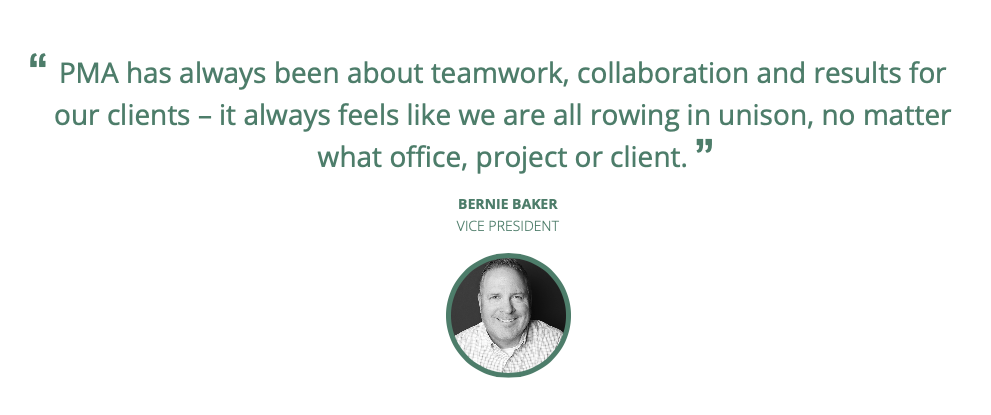 “ PMA has always been about teamwork, collaboration and results for
our clients – it always feels like we are all rowing in unison, no matter
what office, project or client. ”
BERNIE BAKER
VICE PRESIDENT